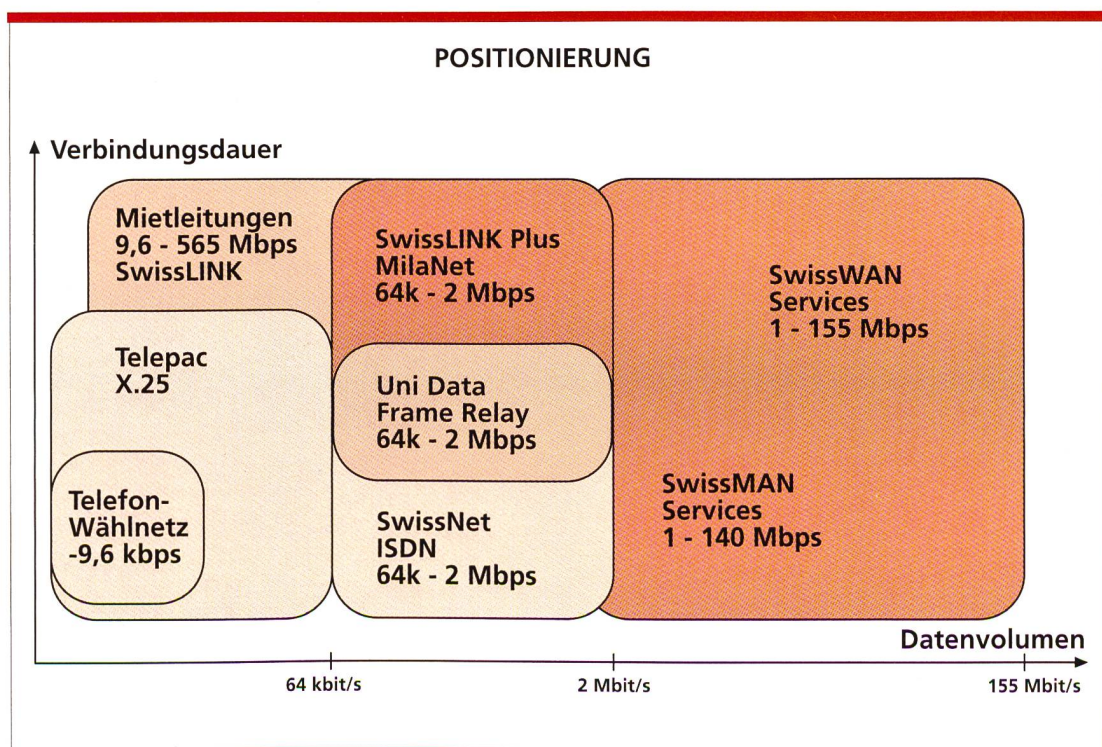 POSITIONIERUNG
Verbindungsdauer
Mietleitungen
9,6 - 565 Mbps
SwissLINK
SwissLINK Plus
MilaNet
64k - 2 Mbps
SwissWAN
Services
1 - 155 Mbps
Telepac
X.25
Uni Data
Frame Relay
64k - 2 Mbps
Telefon-
Wählnetz
-9,6 kbps
SwissNet
ISDN
64k - 2 Mbps
SwissMAN
Services
1 - 140 Mbps
Datenvolumen
64 kbit/s
2 Mbit/s
155 Mbit/s